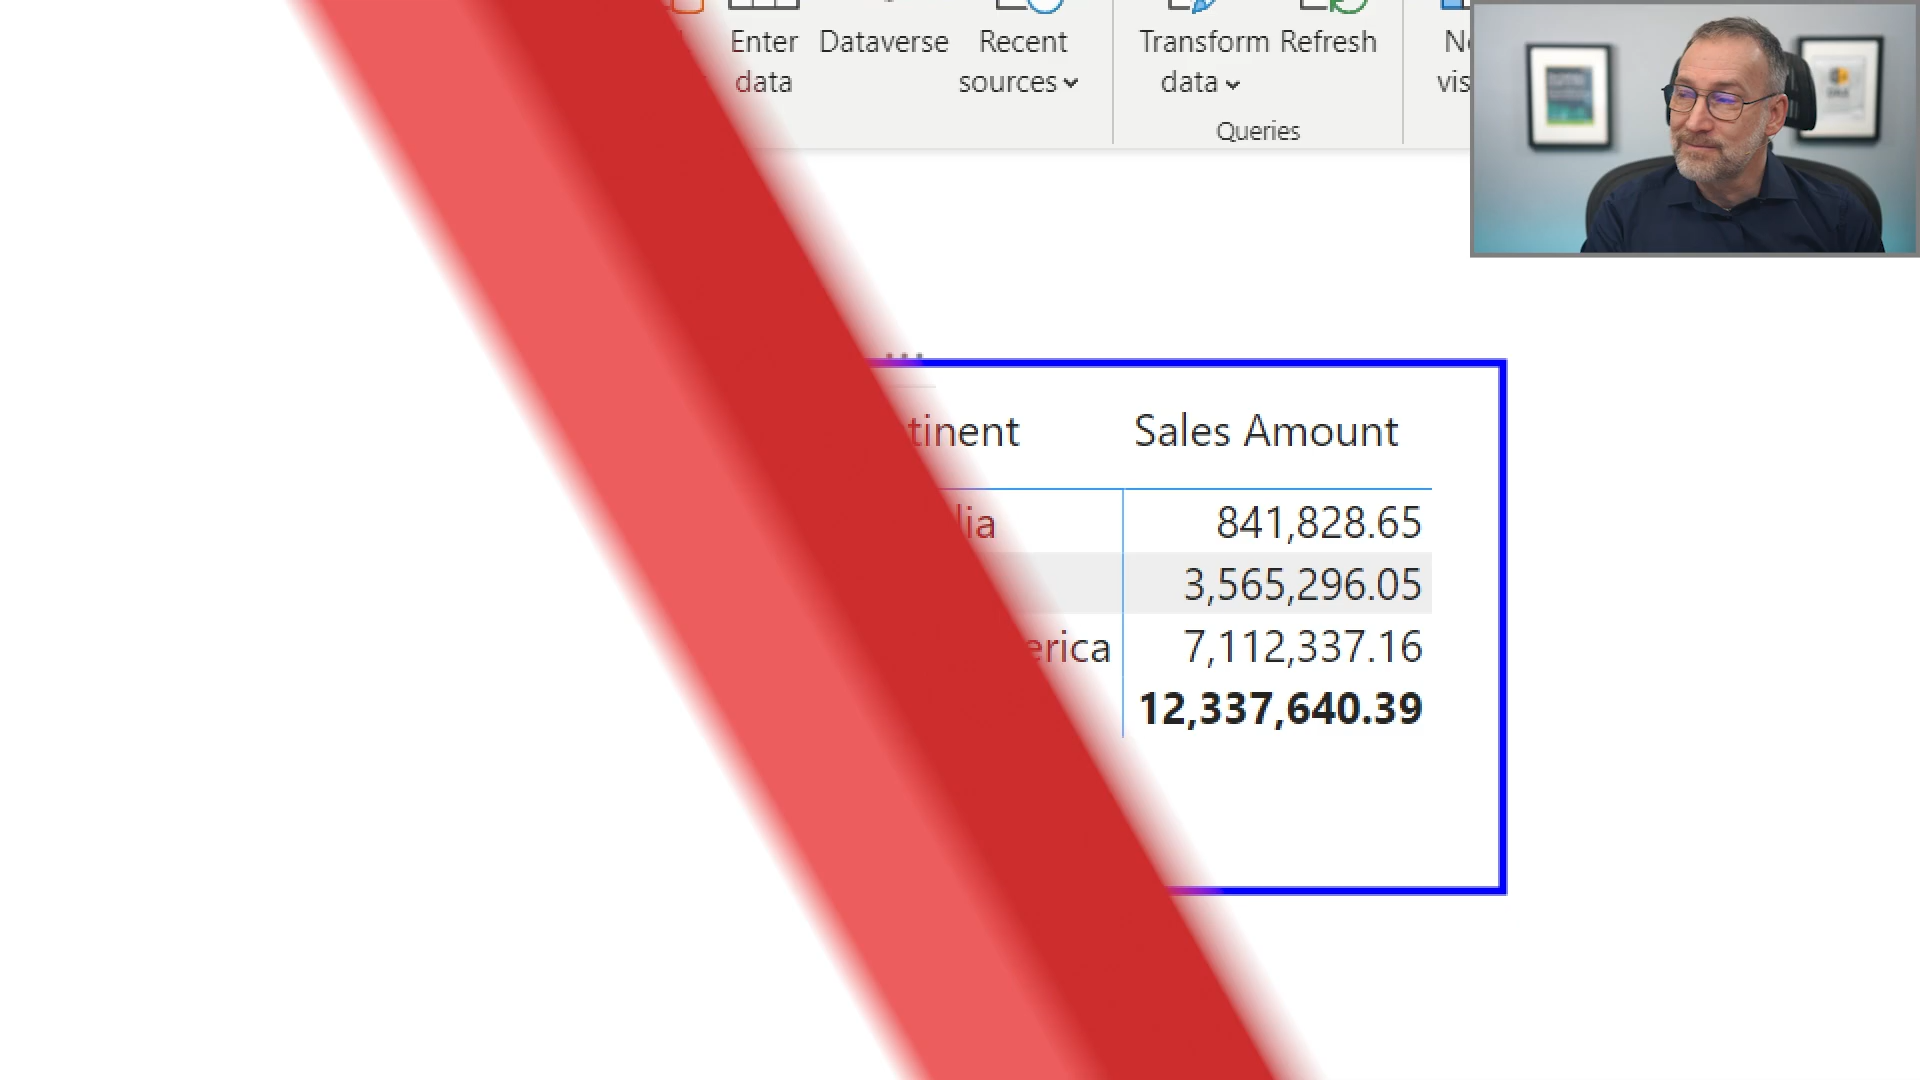 Enter Dataverse Recent Transform Refresh
data sources data
Queries
tinent Sales Amount
lia 841,828.65
3,565,296.05
erica 7,112,337.16
12,337,640.39